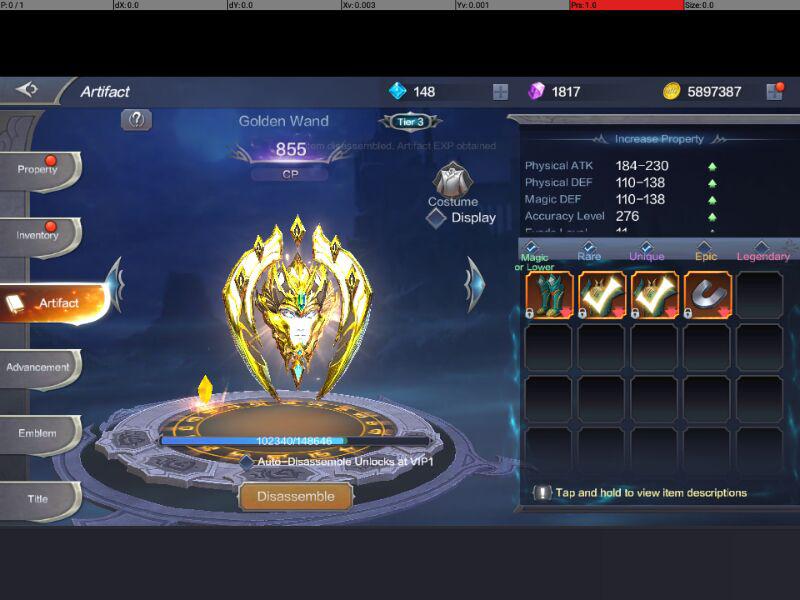 P: 0 / 1
dX: 0.0
dY: 0.0
Xv: 0.003
Yv: 0.001
Prs: 1.0
Size: 0.0
Artifact
148
1817
5897387
Golden Wand
Tier 3
Increase Property
855
disassembled. Artifact EXP obtained
CP
Property
Inventory
Artifact
Advancement
Emblem
Title
Costume
Display
Physical ATK 184-230
Physical DEF 110-138
Magic DEF 110-138
Accuracy Level 276
Magic or Lower
Rare
Unique
Epic
Legendary
102340/148646
Auto-Disassemble Unlocks at VIP1
Disassemble
Tap and hold to view item descriptions